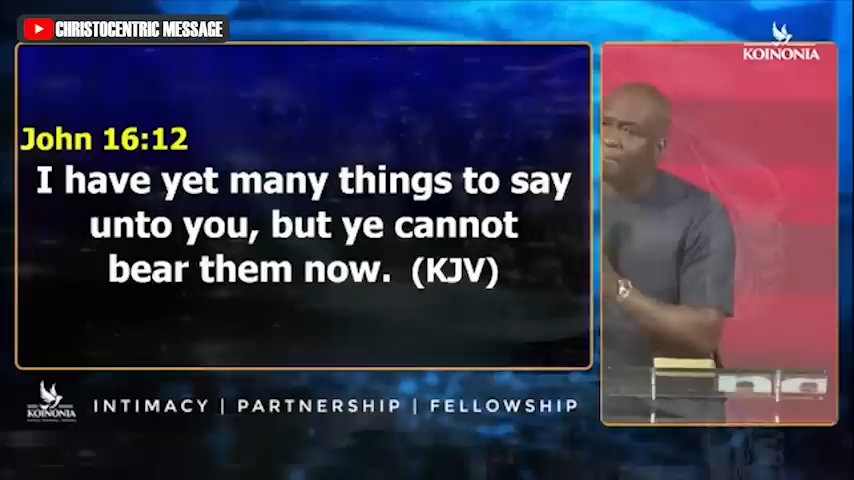 CHRISTOCENTRIC MESSAGE
KOINONIA
John 16:12
I have yet many things to say
unto you, but ye cannot
bear them now. (KJV)
KOINONIA
INTIMACY | PARTNERSHIP | FELLOWSHIP